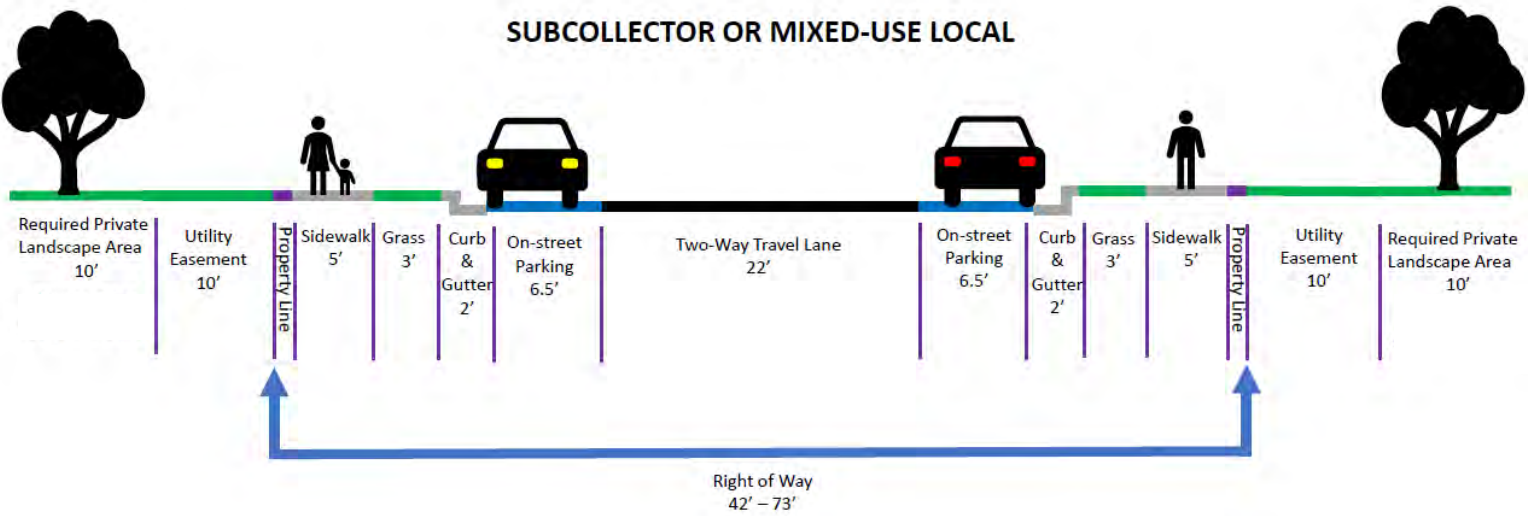 SUBCOLLECTOR OR MIXED-USE LOCAL
Required Private
Landscape Area
10’
Utility
Easement
10’
Property Line
Sidewalk
5’
Grass
3’
Curb
&
Gutter
2’
On-street
Parking
6.5’
Two-Way Travel Lane
22’
On-street
Parking
6.5’
Curb
&
Gutter
2’
Grass
3’
Sidewalk
5’
Property Line
Utility
Easement
10’
Required Private
Landscape Area
10’
Right of Way
42’ – 73’